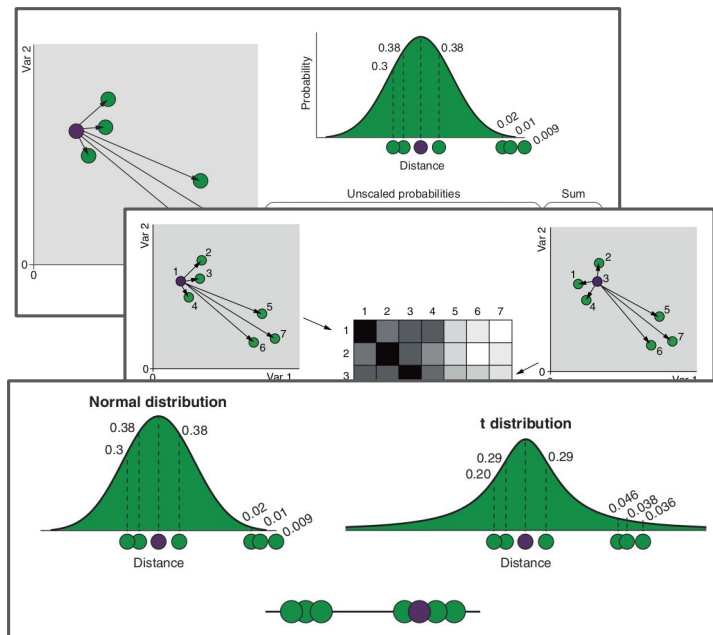 Var 2
0
0
Probability
0.38
0.38
0.3
0.02
0.01
0.009
Distance
Unscaled probabilities
Sum
Var 2
0
0
Var 1
1
2
3
4
5
6
7
1 2 3 4 5 6 7
1
2
3
Var 2
0
0
Var 1
1
2
3
4
5
6
7
Normal distribution
0.38
0.38
0.3
0.02
0.01
0.009
Distance
t distribution
0.29
0.29
0.20
0.046
0.038
0.036
Distance